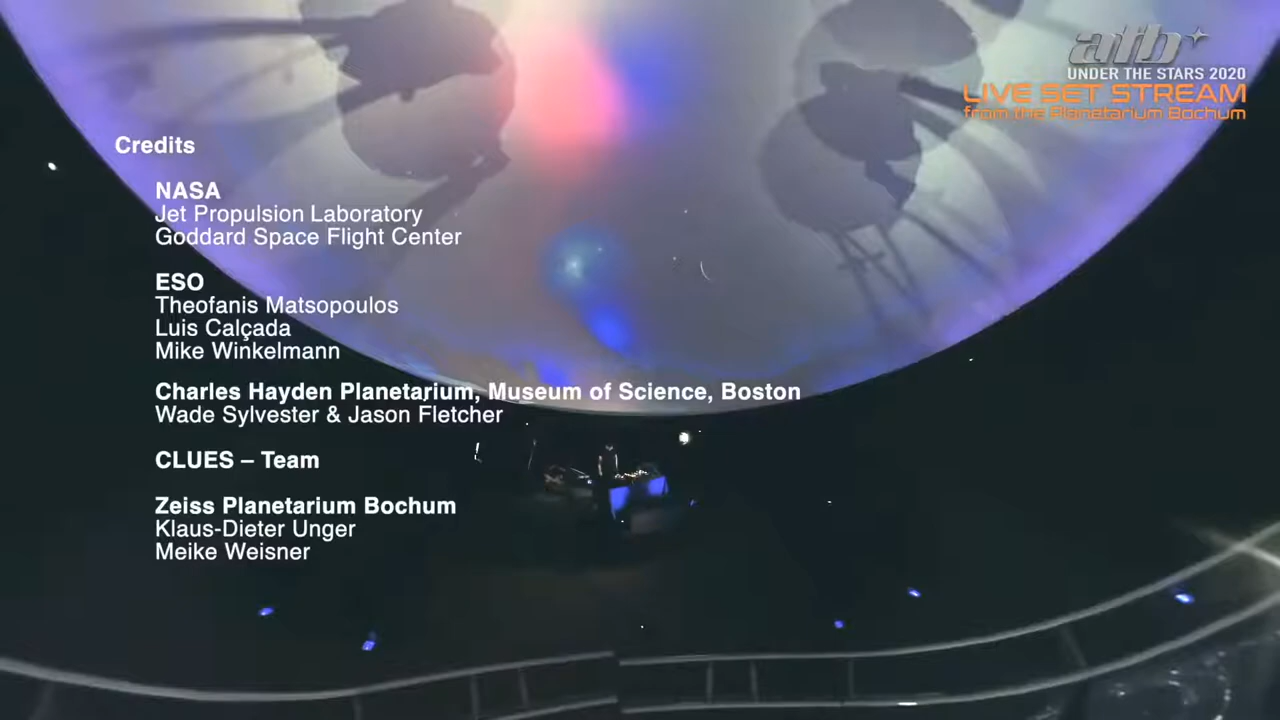 atb
UNDER THE STARS 2020
LIVE SET STREAM
from the Planetarium Bochum
Credits
NASA
Jet Propulsion Laboratory
Goddard Space Flight Center
ESO
Theofanis Matsopoulos
Luis Calçada
Mike Winkelmann
Charles Hayden Planetarium, Museum of Science, Boston
Wade Sylvester & Jason Fletcher
CLUES – Team
Zeiss Planetarium Bochum
Klaus-Dieter Unger
Meike Weisner